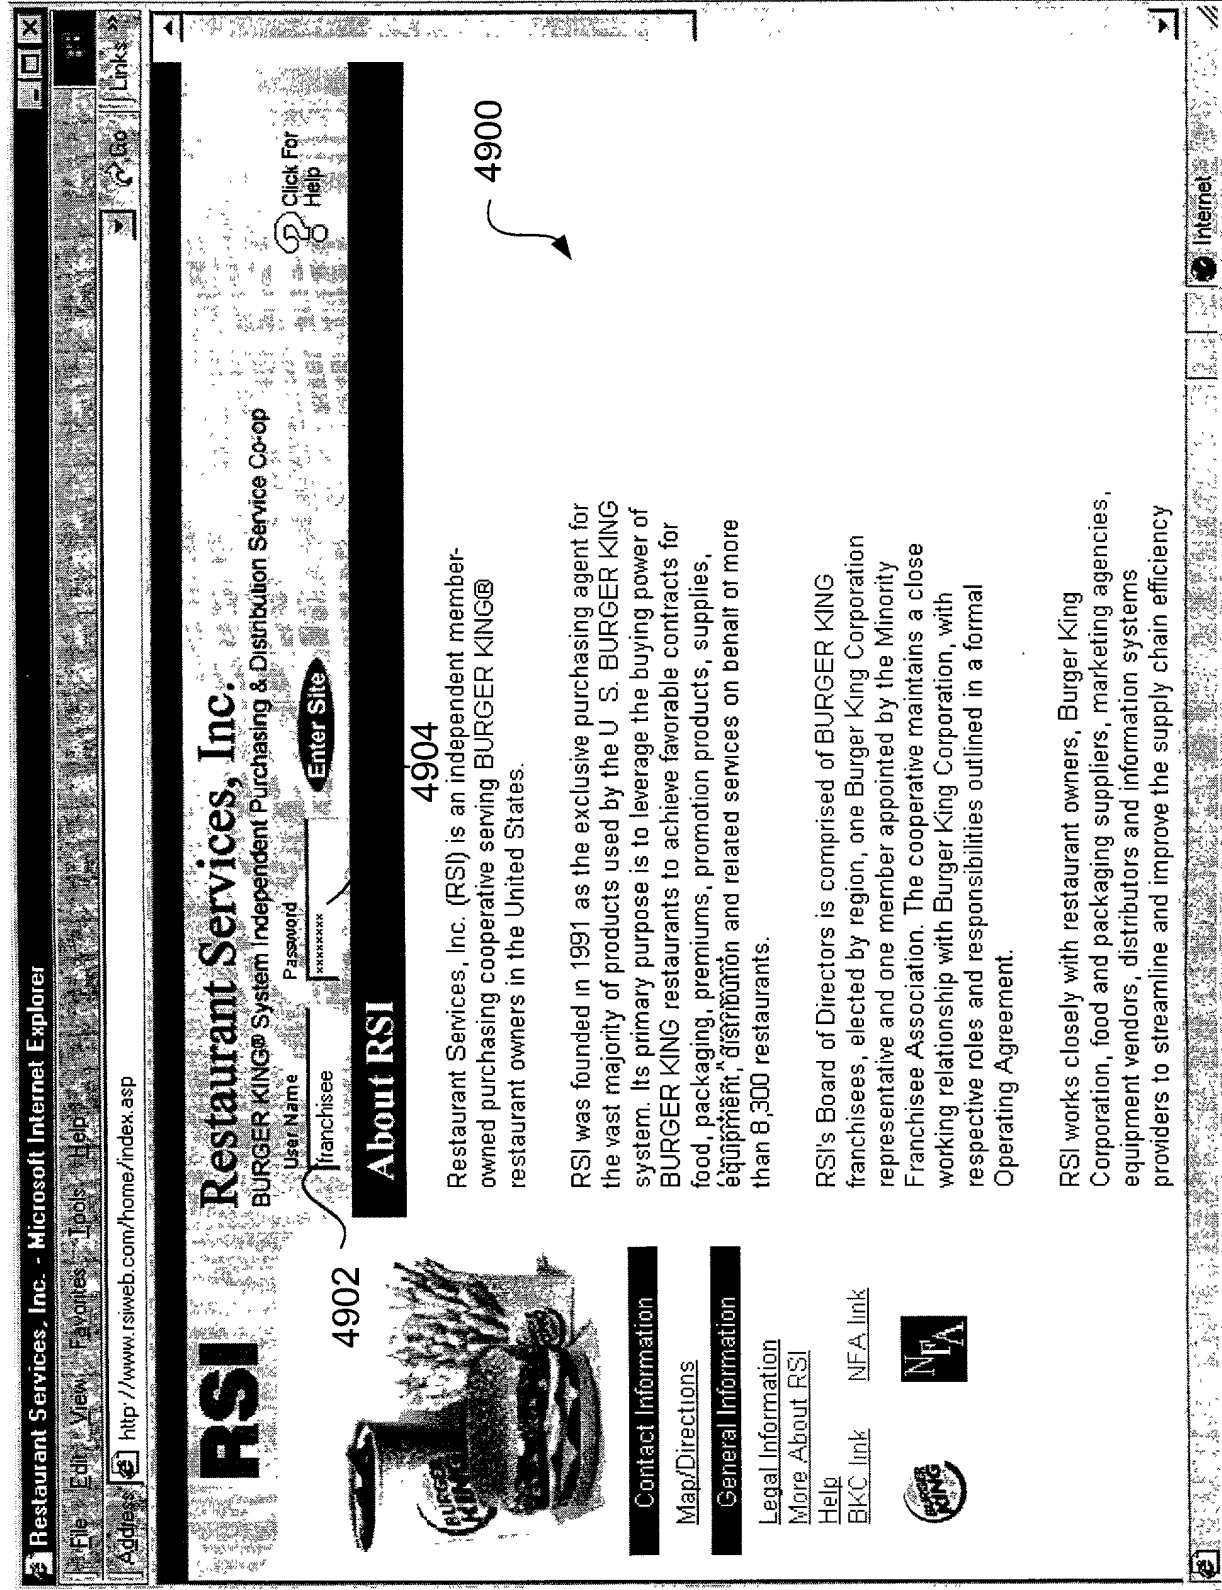 Restaurant Services, Inc. - Microsoft Internet Explorer
File Edit View Favorites Tools Help
Address http://www.rsiweb.com/home/index.asp Go Links »
RSI
Restaurant Services, Inc.
BURGER KING® System Independent Purchasing & Distribution Service Co-op
User Name Password
franchisee ×××××××× Enter Site
Click For
Help
4902
4904
4900
About RSI
BURGER
KING
BURGER
KING
Contact Information
Map/Directions
General Information
Legal Information
More About RSI
Help
BKC link NFA link
BURGER
KING
NFA
Restaurant Services, Inc. (RSI) is an independent member-
owned purchasing cooperative serving BURGER KING®
restaurant owners in the United States.
RSI was founded in 1991 as the exclusive purchasing agent for
the vast majority of products used by the U S. BURGER KING
system. Its primary purpose is to leverage the buying power of
BURGER KING restaurants to achieve favorable contracts for
food, packaging, premiums, promotion products, supplies,
equipment, distribution and related services on behalf of more
than 8,300 restaurants.
RSI's Board of Directors is comprised of BURGER KING
franchisees, elected by region, one Burger King Corporation
representative and one member appointed by the Minority
Franchisee Association. The cooperative maintains a close
working relationship with Burger King Corporation, with
respective roles and responsibilities outlined in a formal
Operating Agreement.
RSI works closely with restaurant owners, Burger King
Corporation, food and packaging suppliers, marketing agencies,
equipment vendors, distributors and information systems
providers to streamline and improve the supply chain efficiency
Internet